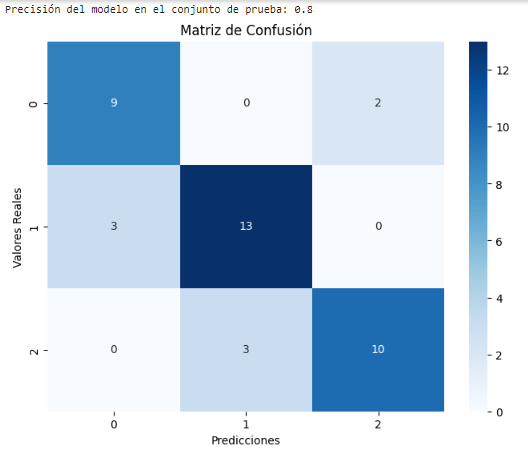 Precisión del modelo en el conjunto de prueba: 0.8
Matriz de Confusión
12
0 9 0 2
10
8
Valores Reales
1 3 13 0
6
4
2 0 3 10
2
0
0 1 2
Predicciones